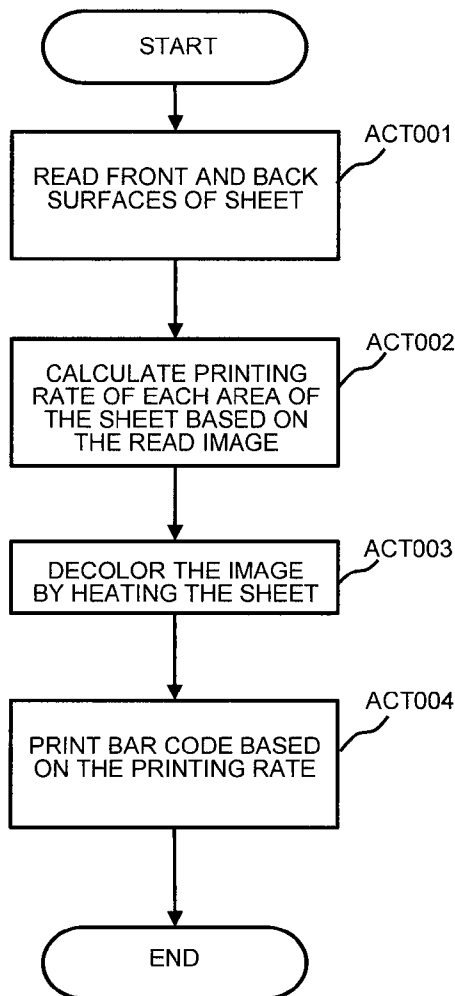 START
ACT001
READ FRONT AND BACK
SURFACES OF SHEET
ACT002
CALCULATE PRINTING
RATE OF EACH AREA OF
THE SHEET BASED ON
THE READ IMAGE
ACT003
DECOLOR THE IMAGE
BY HEATING THE SHEET
ACT004
PRINT BAR CODE BASED
ON THE PRINTING RATE
END